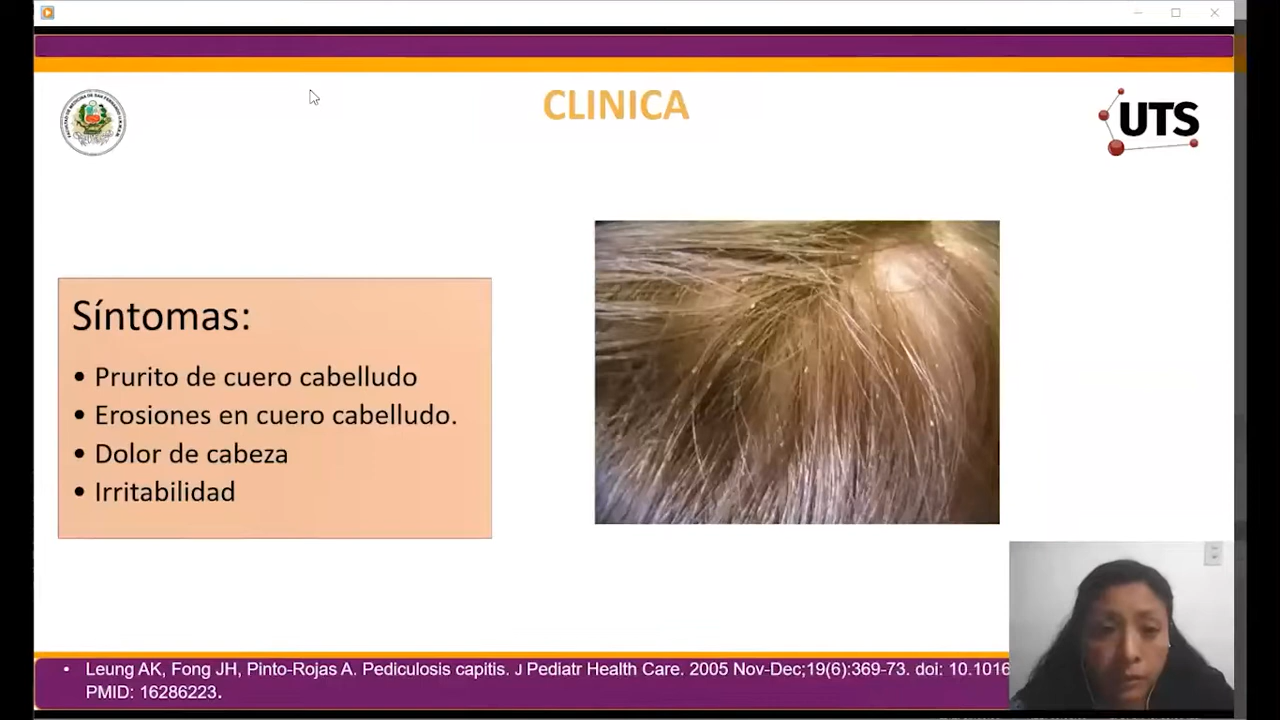 CLINICA
UTS
Síntomas:
• Prurito de cuero cabelludo
• Erosiones en cuero cabelludo.
• Dolor de cabeza
• Irritabilidad
• Leung AK, Fong JH, Pinto-Rojas A. Pediculosis capitis. J Pediatr Health Care. 2005 Nov-Dec;19(6):369-73. doi: 10.1016
PMID: 16286223.